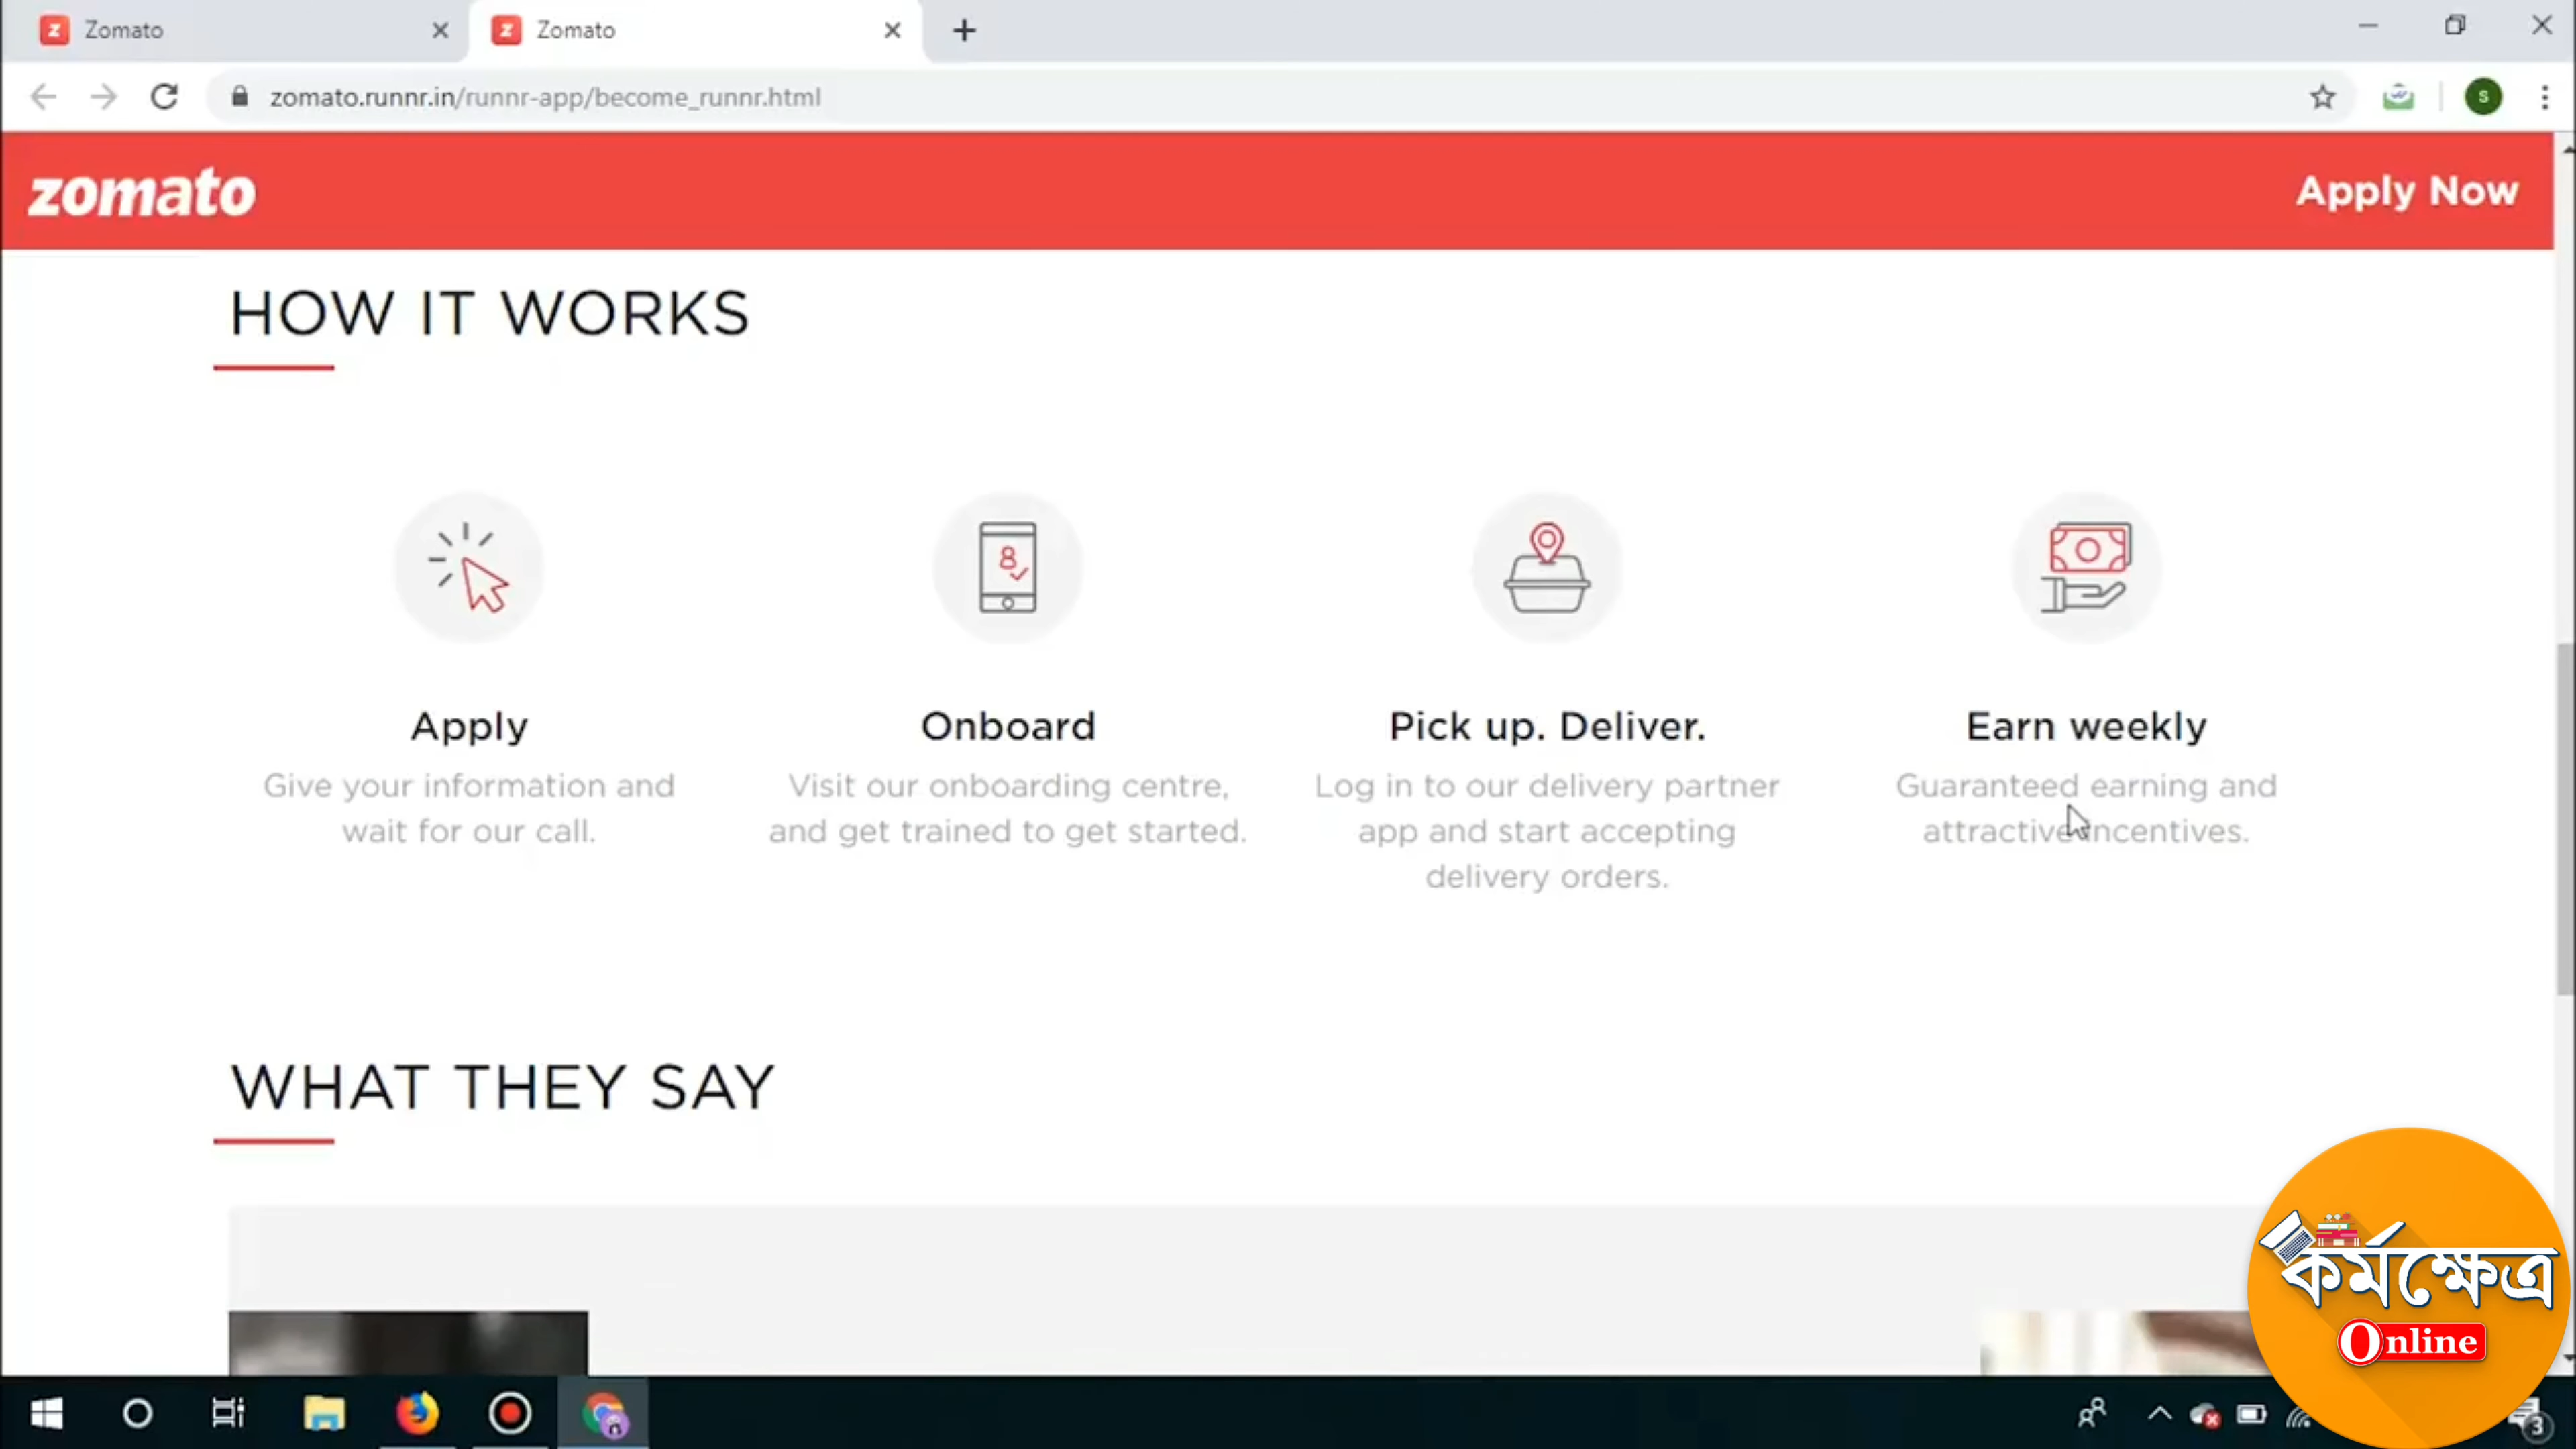 Zomato
Zomato
zomato.runnr.in/runnr-app/become_runnr.html
S
zomato
Apply Now
HOW IT WORKS
Apply
Give your information and
wait for our call.
Onboard
Visit our onboarding centre,
and get trained to get started.
Pick up. Deliver.
Log in to our delivery partner
app and start accepting
delivery orders.
Earn weekly
Guaranteed earning and
attractive incentives.
WHAT THEY SAY
কর্মক্ষেত্র
Online
3